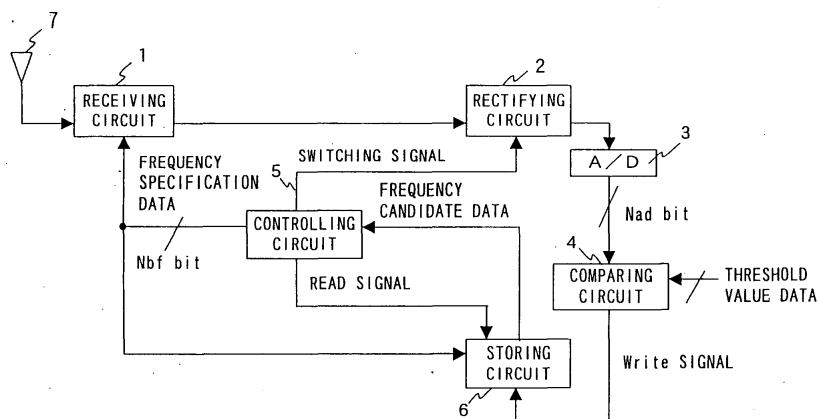 7
1
RECEIVING
CIRCUIT
2
RECTIFYING
CIRCUIT
3
A/D
FREQUENCY
SPECIFICATION
DATA
SWITCHING SIGNAL
5
FREQUENCY
CANDIDATE DATA
Nad bit
CONTROLLING
CIRCUIT
Nbf bit
4
COMPARING
CIRCUIT
THRESHOLD
VALUE DATA
READ SIGNAL
STORING
CIRCUIT
Write SIGNAL
6